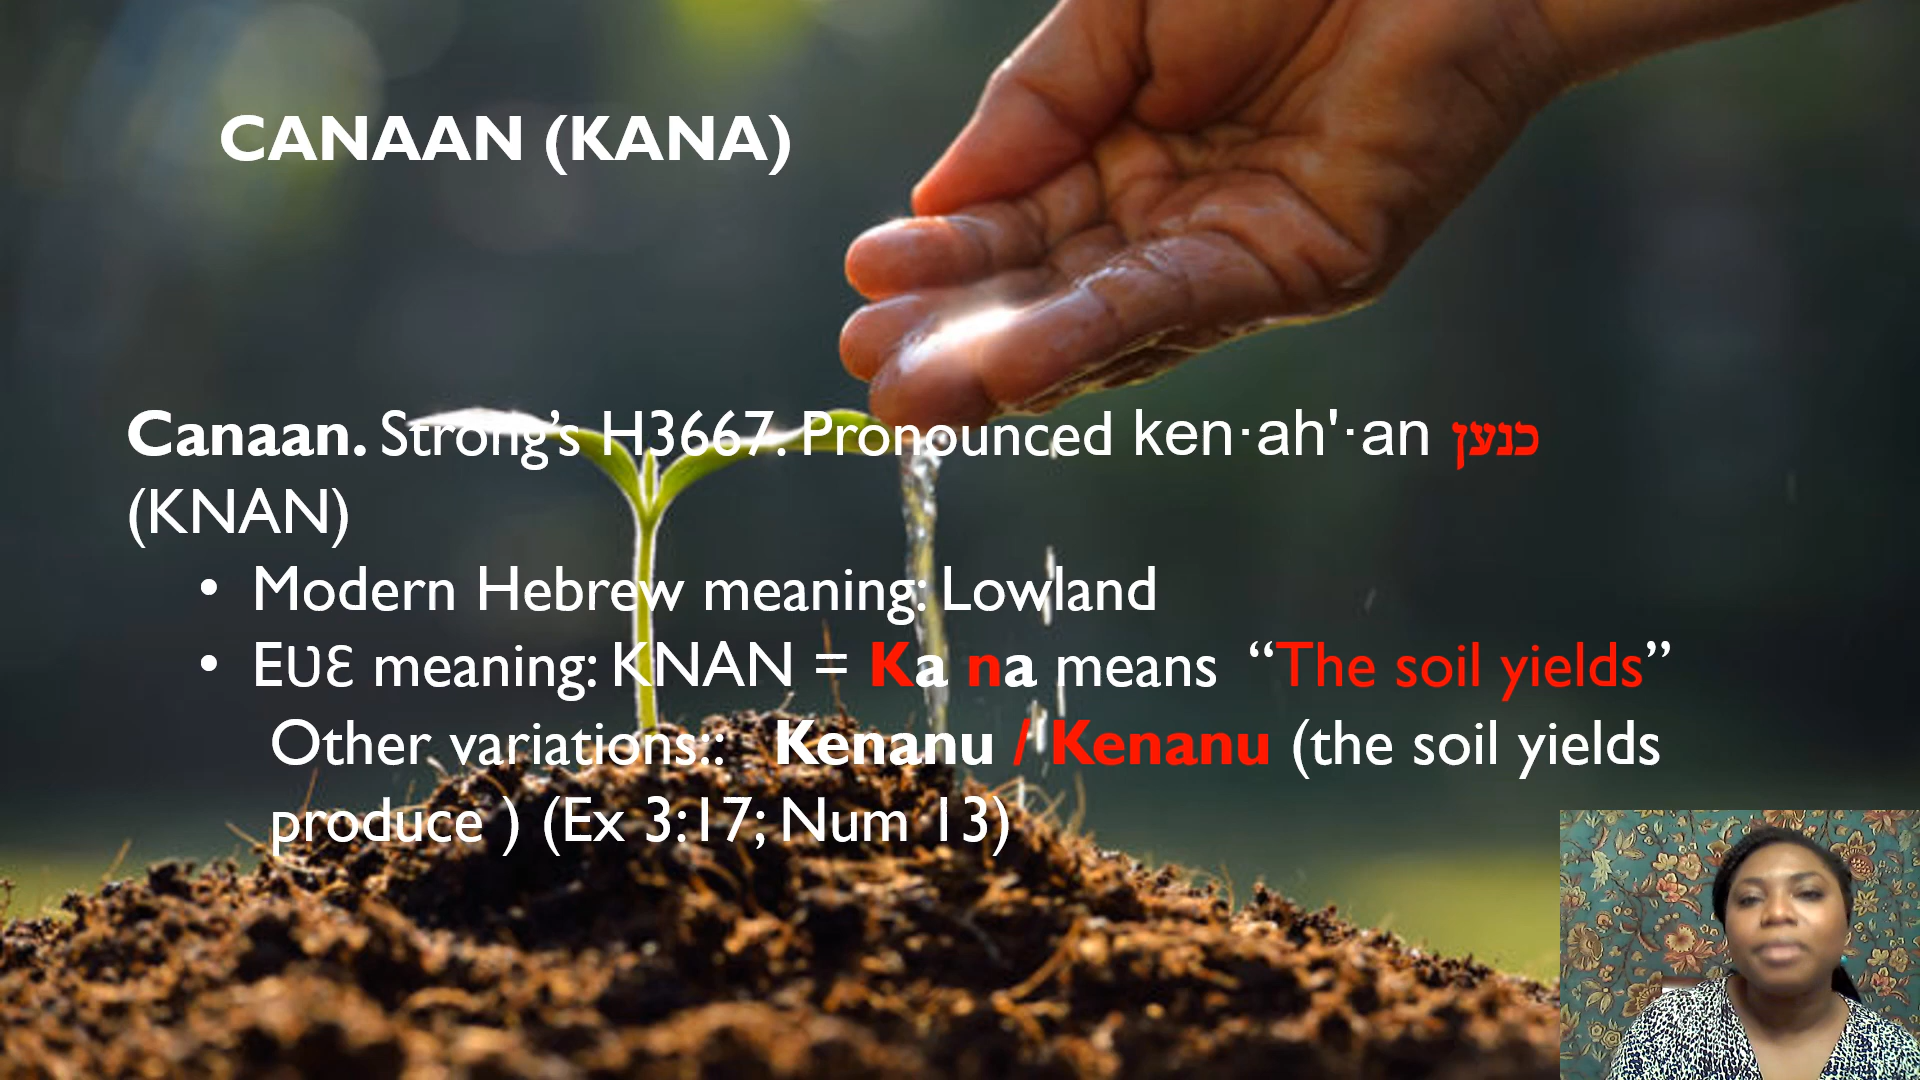 CANAAN (KANA)
Canaan. Strong’s H3667. Pronounced ken·ah'·an כנען
(KNAN)
• Modern Hebrew meaning: Lowland
• EƲƐ meaning: KNAN = Ka na means “The soil yields”
Other variations:: Kenanu / Kenanu (the soil yields
produce ) (Ex 3:17; Num 13)